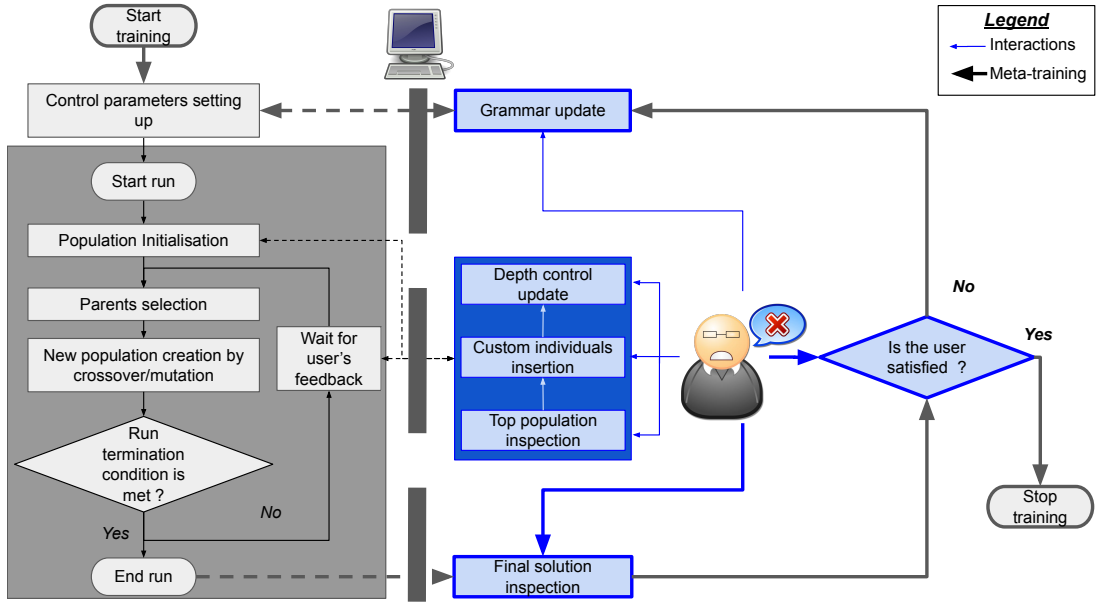 Start
training
Legend
Interactions
Meta-training
Control parameters setting
up
Grammar update
Start run
Population Initialisation
Depth control
update
Parents selection
No
Wait for
user's
feedback
Yes
New population creation by
crossover/mutation
Custom individuals
insertion
Is the user
satisfied ?
Top population
inspection
Run
termination
condition is
met ?
Stop
training
No
Yes
End run
Final solution
inspection